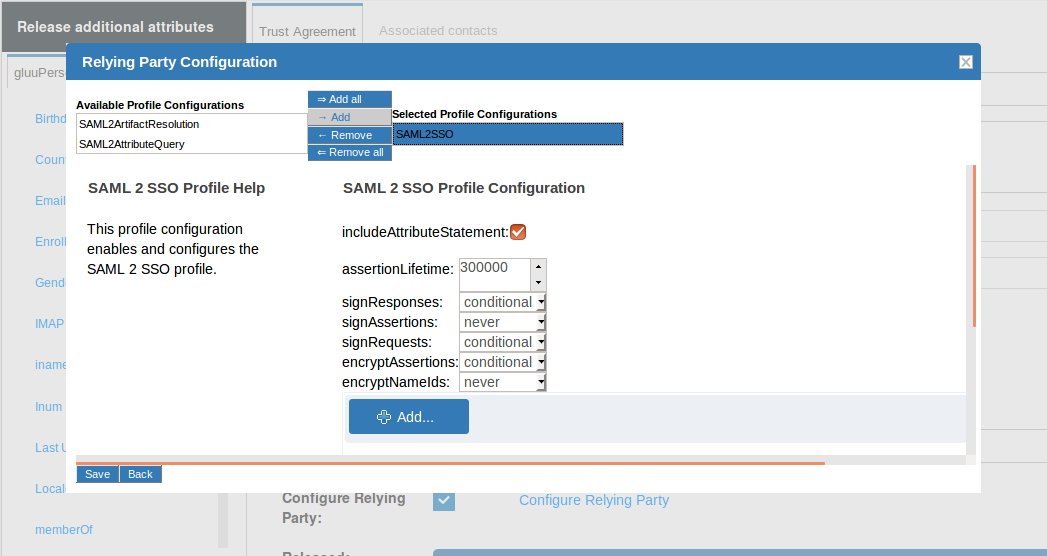 Release additional attributes
Trust Agreement
Associated contacts
gluuPers
Relying Party Configuration
Available Profile Configurations
SAML2ArtifactResolution
SAML2AttributeQuery
⇒ Add all
→ Add
← Remove
⇐ Remove all
Selected Profile Configurations
SAML2SSO
SAML 2 SSO Profile Help
This profile configuration
enables and configures the
SAML 2 SSO profile.
SAML 2 SSO Profile Configuration
includeAttributeStatement:
assertionLifetime: 300000
signResponses: conditional
signAssertions: never
signRequests: conditional
encryptAssertions: conditional
encryptNameIds: never
Add...
Save Back
Birthd
Coun
Email
Enroll
Gend
IMAP
iname
Inum
Last U
Local
memberOf
Configure Relying
Party:
Configure Relying Party
Released: